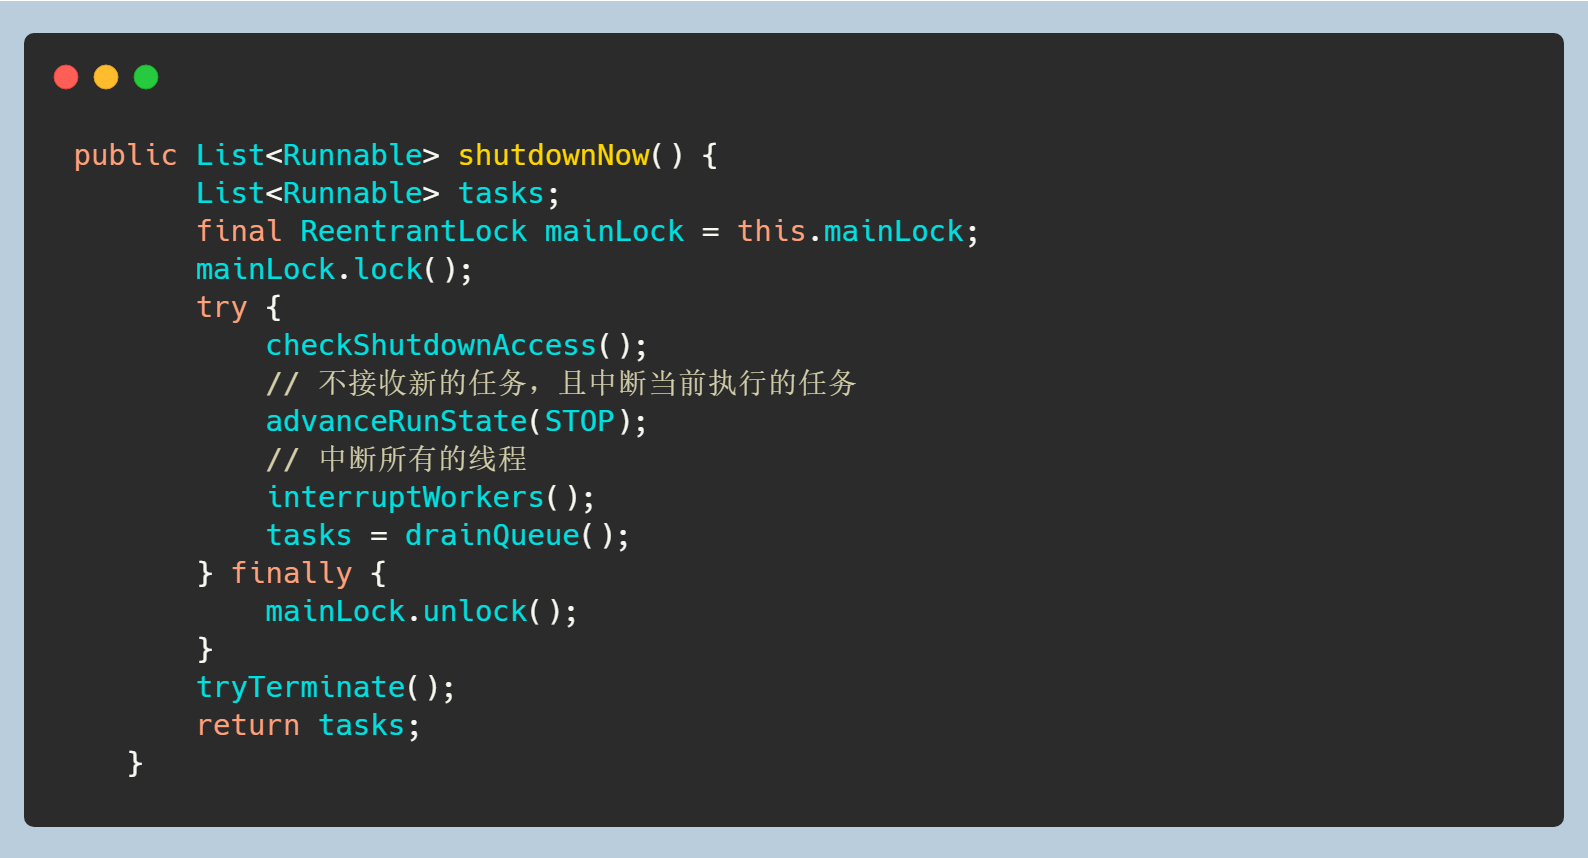 public List<Runnable> shutdownNow() {
List<Runnable> tasks;
final ReentrantLock mainLock = this.mainLock;
mainLock.lock();
try {
checkShutdownAccess();
// 不接收新的任务，且中断当前执行的任务
advanceRunState(STOP);
// 中断所有的线程
interruptWorkers();
tasks = drainQueue();
} finally {
mainLock.unlock();
}
tryTerminate();
return tasks;
}